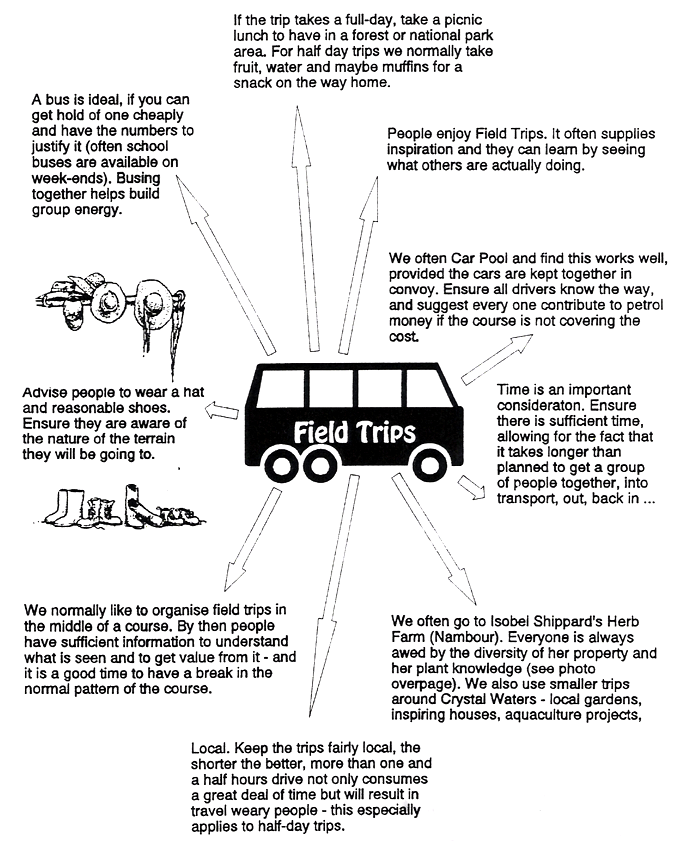 If the trip takes a full-day, take a picnic
lunch to have in a forest or national park
area. For half day trips we normally take
fruit, water and maybe muffins for a
snack on the way home.
A bus is ideal, if you can
get hold of one cheaply
and have the numbers to
justify it (often school
buses are available on
week-ends). Busing
together helps build
group energy.
People enjoy Field Trips. It often supplies
inspiration and they can learn by seeing
what others are actually doing.
We often Car Pool and find this works well,
provided the cars are kept together in
convoy. Ensure all drivers know the way,
and suggest every one contribute to petrol
money if the course is not covering the
cost.
Advise people to wear a hat
and reasonable shoes.
Ensure they are aware of
the nature of the terrain
they will be going to.
Field Trips
Time is an important
consideraton. Ensure
there is sufficient time,
allowing for the fact that
it takes longer than
planned to get a group
of people together, into
transport, out, back in ...
We normally like to organise field trips in
the middle of a course. By then people
have sufficient information to understand
what is seen and to get value from it - and
it is a good time to have a break in the
normal pattern of the course.
We often go to Isobel Shippard's Herb
Farm (Nambour). Everyone is always
awed by the diversity of her property and
her plant knowledge (see photo
overpage). We also use smaller trips
around Crystal Waters - local gardens,
inspiring houses, aquaculture projects,
Local. Keep the trips fairly local, the
shorter the better, more than one and
a half hours drive not only consumes
a great deal of time but will result in
travel weary people - this especially
applies to half-day trips.